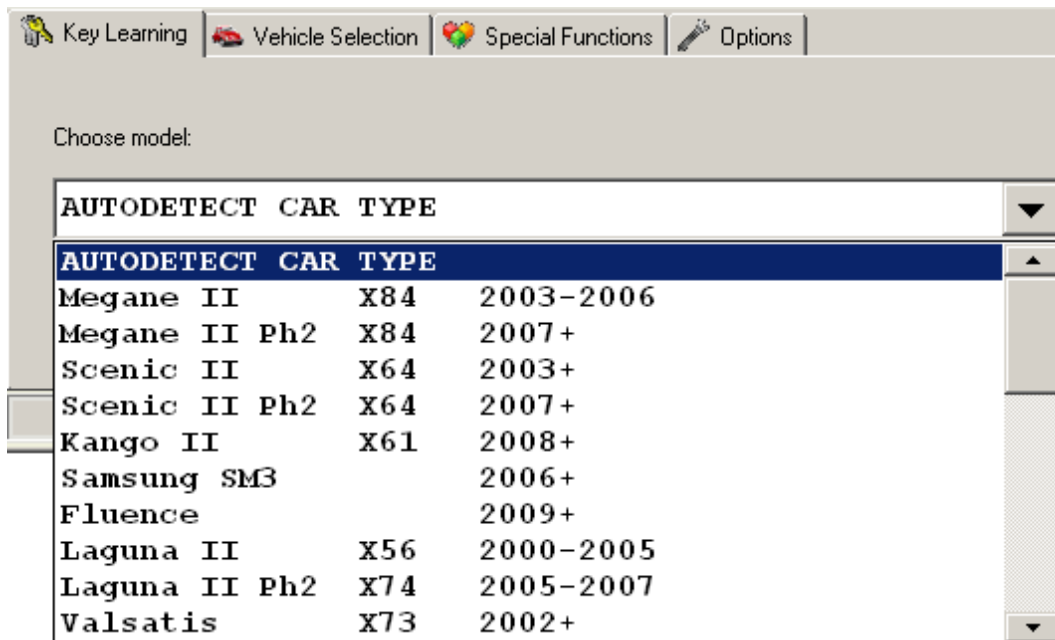 Key Learning Vehicle Selection Special Functions Options
Choose model:
AUTODETECT CAR TYPE
AUTODETECT CAR TYPE
Megane II X84 2003-2006
Megane II Ph2 X84 2007+
Scenic II X64 2003+
Scenic II Ph2 X64 2007+
Kango II X61 2008+
Samsung SM3 2006+
Fluence 2009+
Laguna II X56 2000-2005
Laguna II Ph2 X74 2005-2007
Valsatis X73 2002+